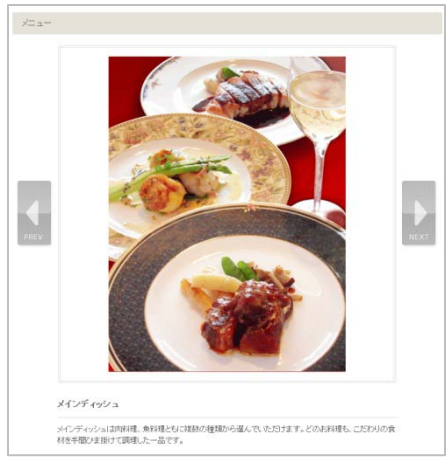 メニュー
PREV
NEXT
メインディッシュ
メインディッシュは肉料理、魚料理ともに複数の種類から選んでいただけます。どのお料理も、こだわりの食
材を手間ひま掛けて調理した一品です。